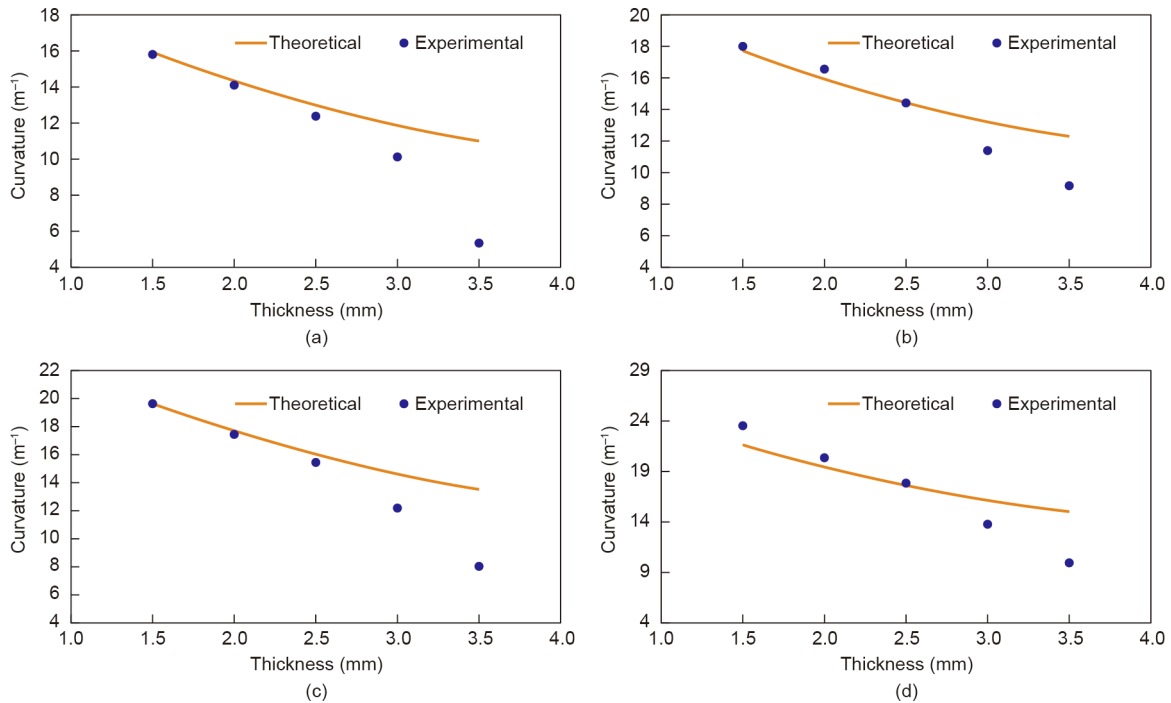 18
16
14
12
10
8
6
4
Curvature (m⁻¹)
Theoretical
Experimental
1.0 1.5 2.0 2.5 3.0 3.5 4.0
Thickness (mm)
(a)
20
18
16
14
12
10
8
6
4
Curvature (m⁻¹)
Theoretical
Experimental
1.0 1.5 2.0 2.5 3.0 3.5 4.0
Thickness (mm)
(b)
22
20
18
16
14
12
10
8
6
4
Curvature (m⁻¹)
Theoretical
Experimental
1.0 1.5 2.0 2.5 3.0 3.5 4.0
Thickness (mm)
(c)
29
24
19
14
9
4
Curvature (m⁻¹)
Theoretical
Experimental
1.0 1.5 2.0 2.5 3.0 3.5 4.0
Thickness (mm)
(d)